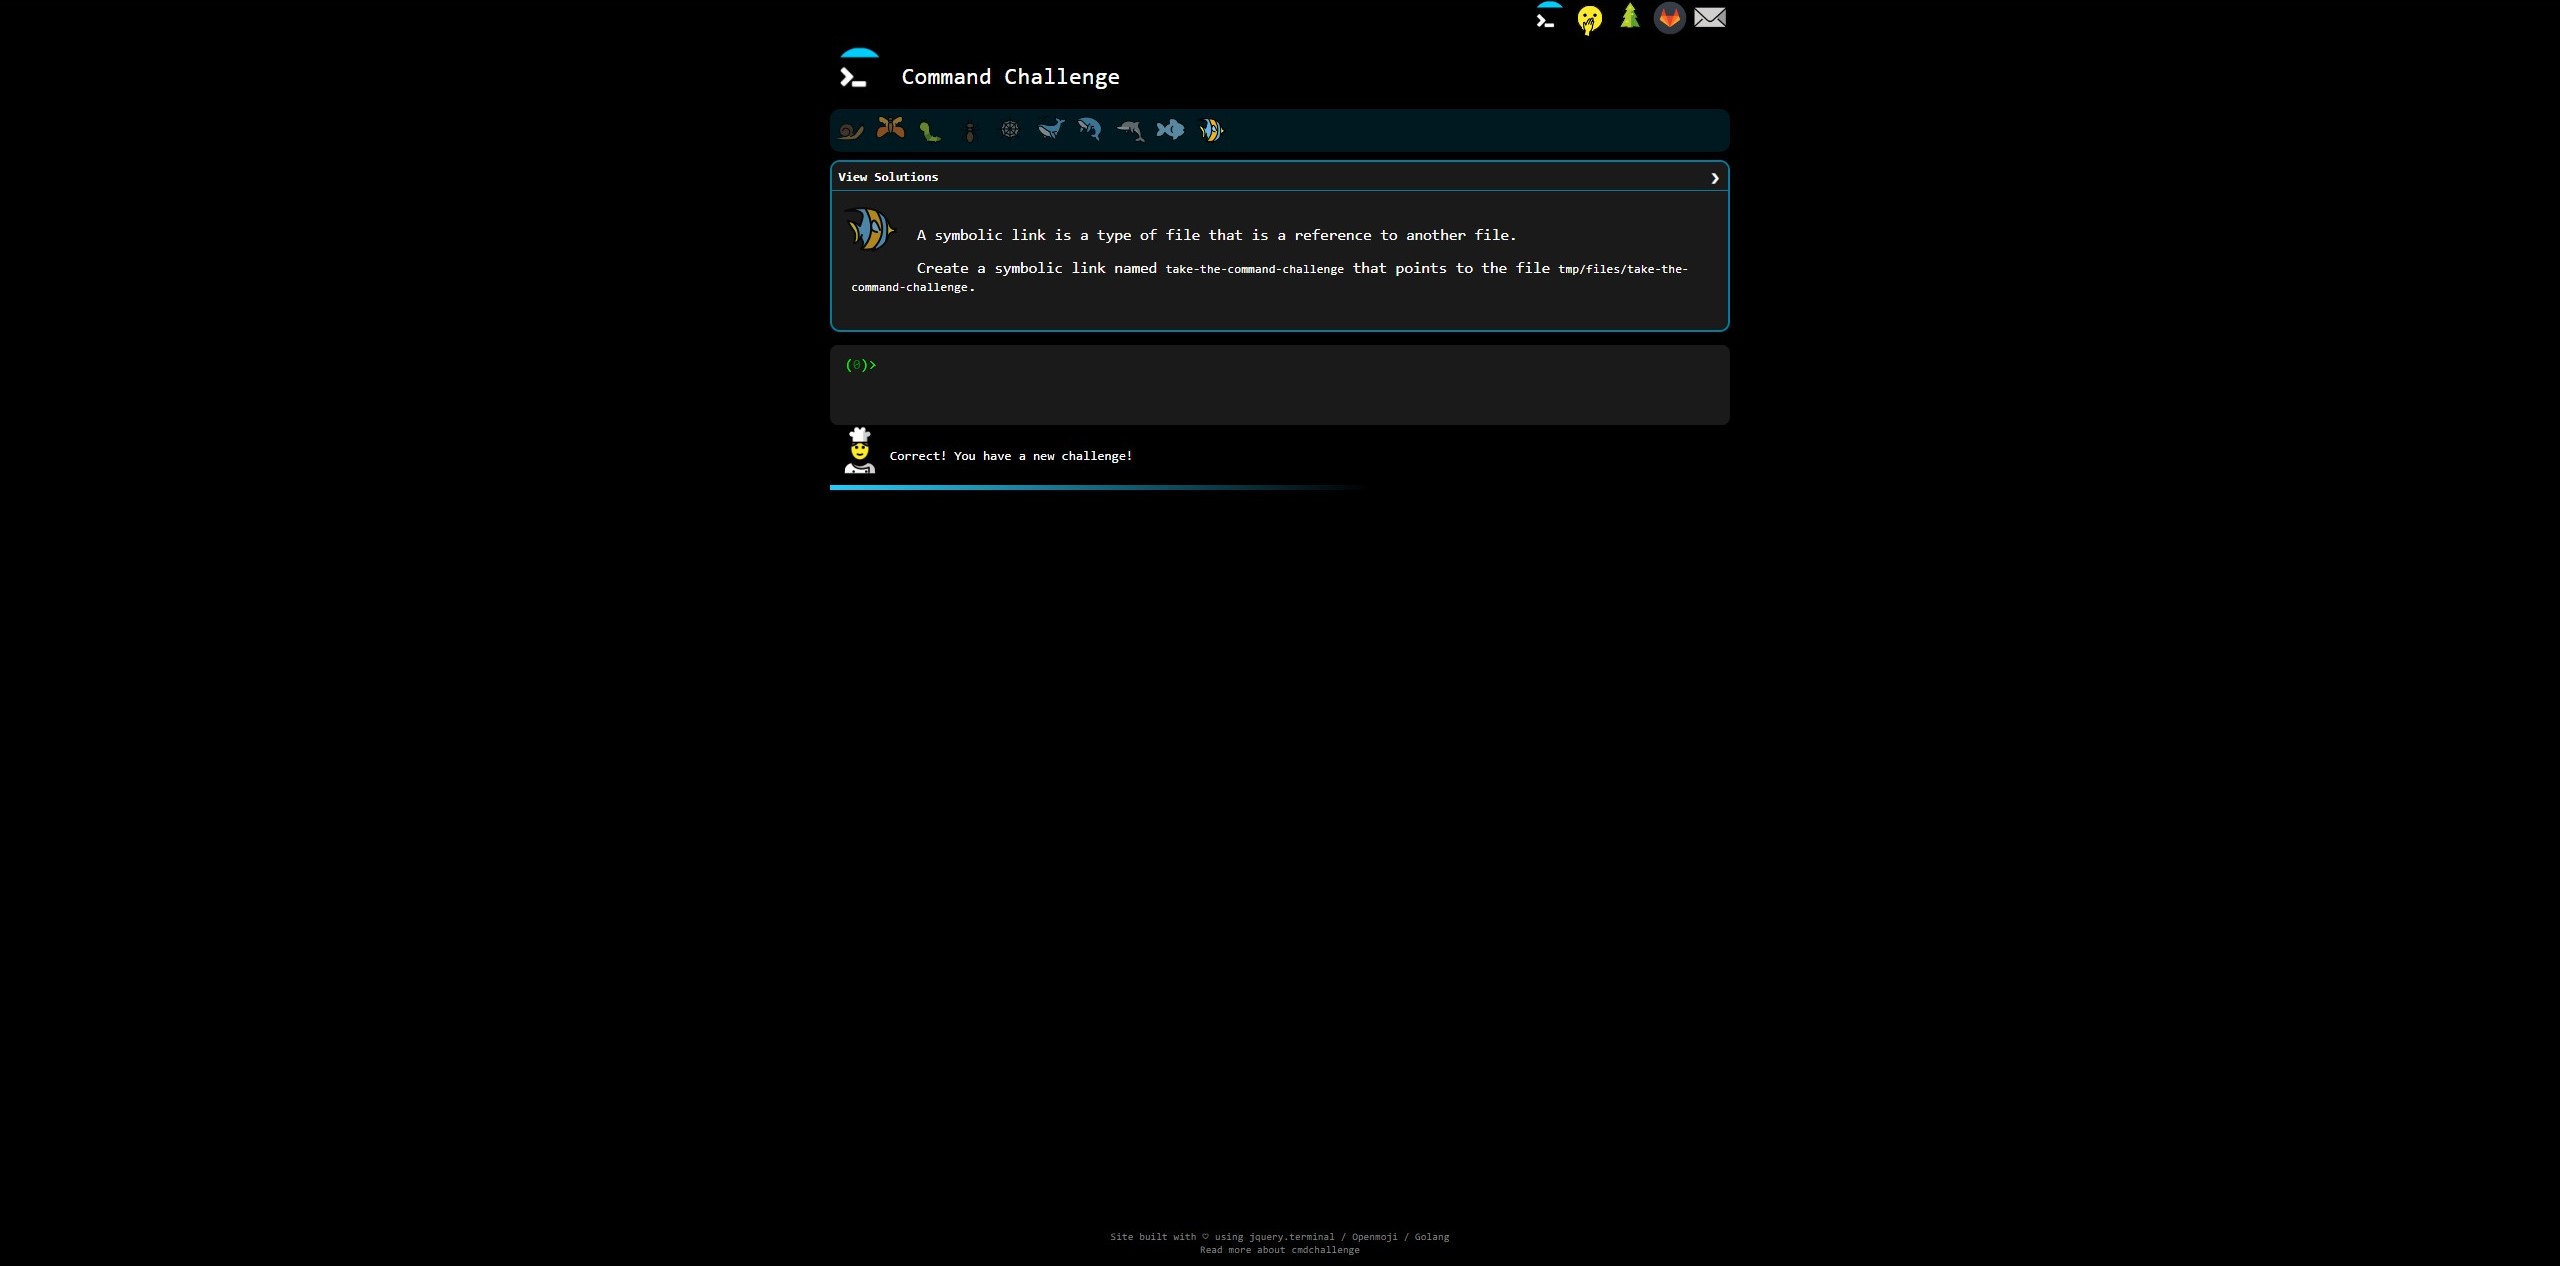 Command Challenge
View Solutions
A symbolic link is a type of file that is a reference to another file.
Create a symbolic link named take-the-command-challenge that points to the file tmp/files/take-the-
command-challenge.
(0)>
Correct! You have a new challenge!
Site built with ♡ using jquery.terminal / Openmoji / Golang
Read more about cmdchallenge